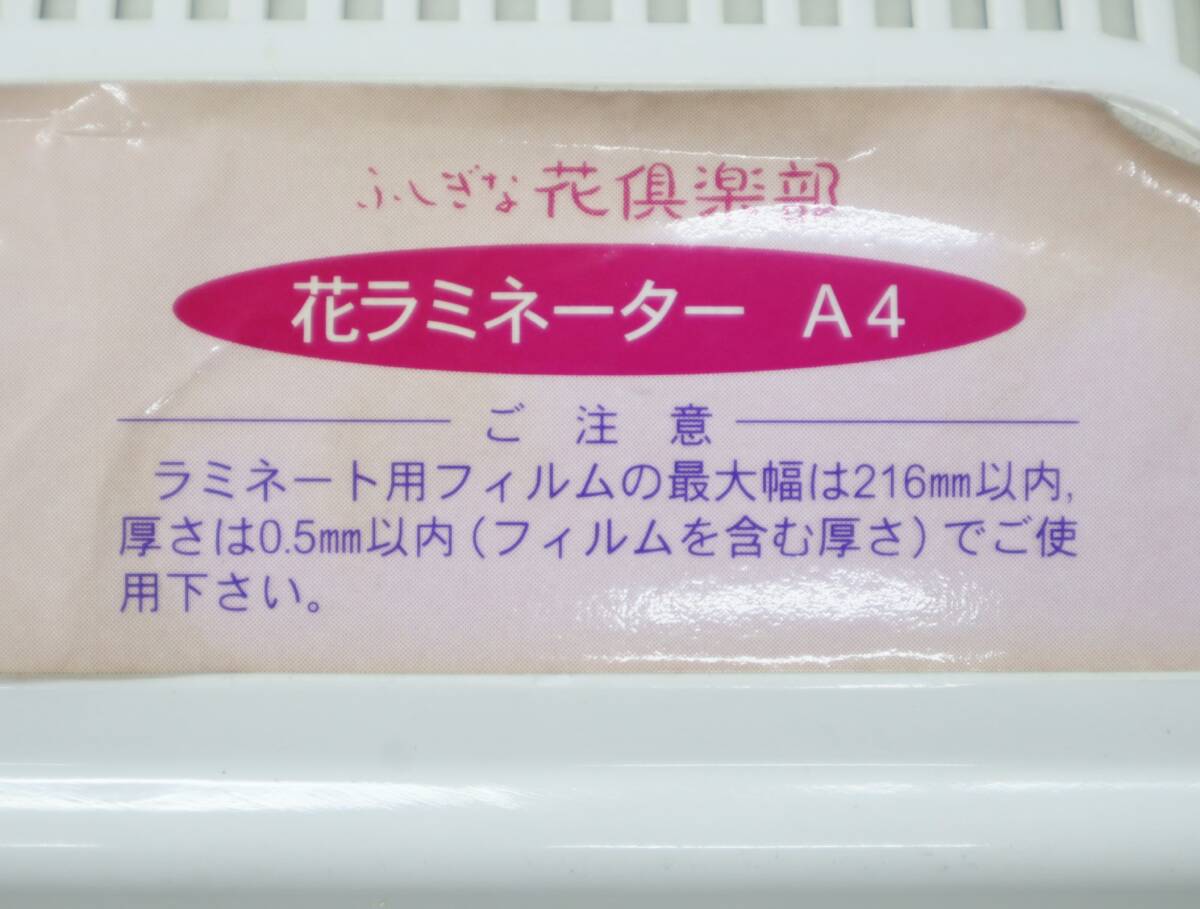 ふしぎな花倶楽部
花ラミネーター A4
ご注意
ラミネート用フィルムの最大幅は216㎜以内,
厚さは0.5㎜以内(フィルムを含む厚さ)でご使
用下さい。